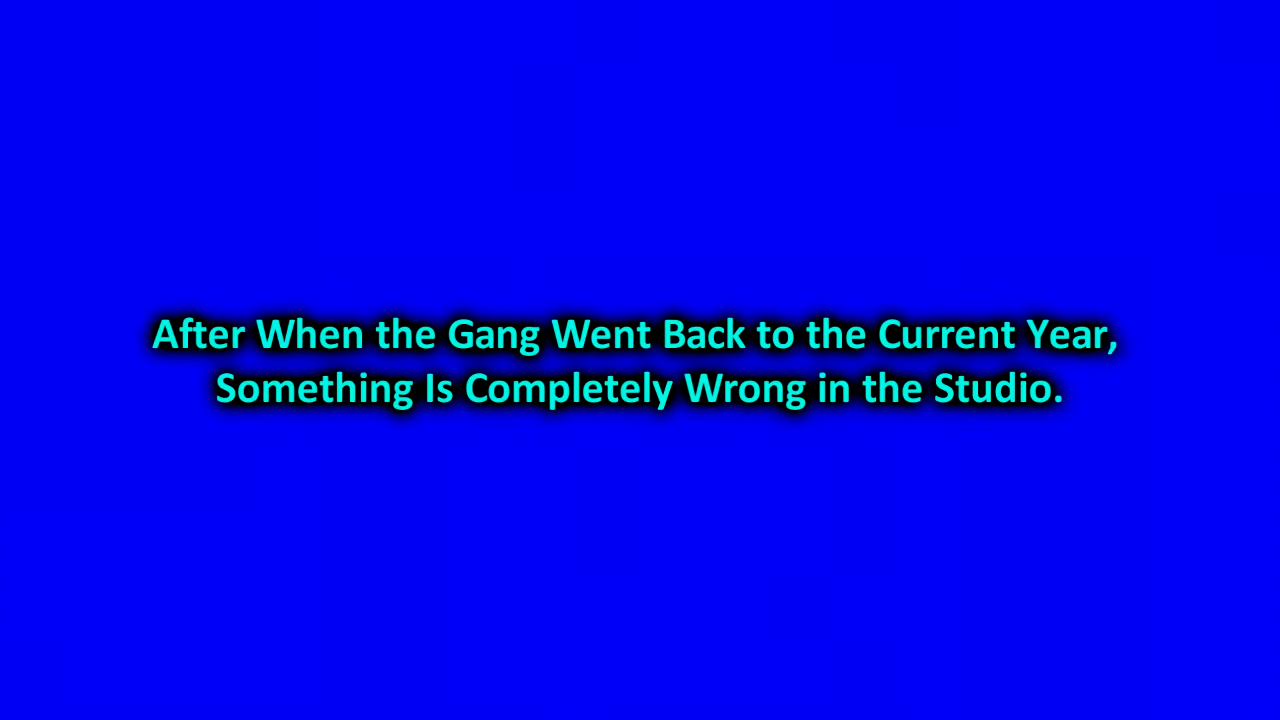 After When the Gang Went Back to the Current Year,
Something Is Completely Wrong in the Studio.